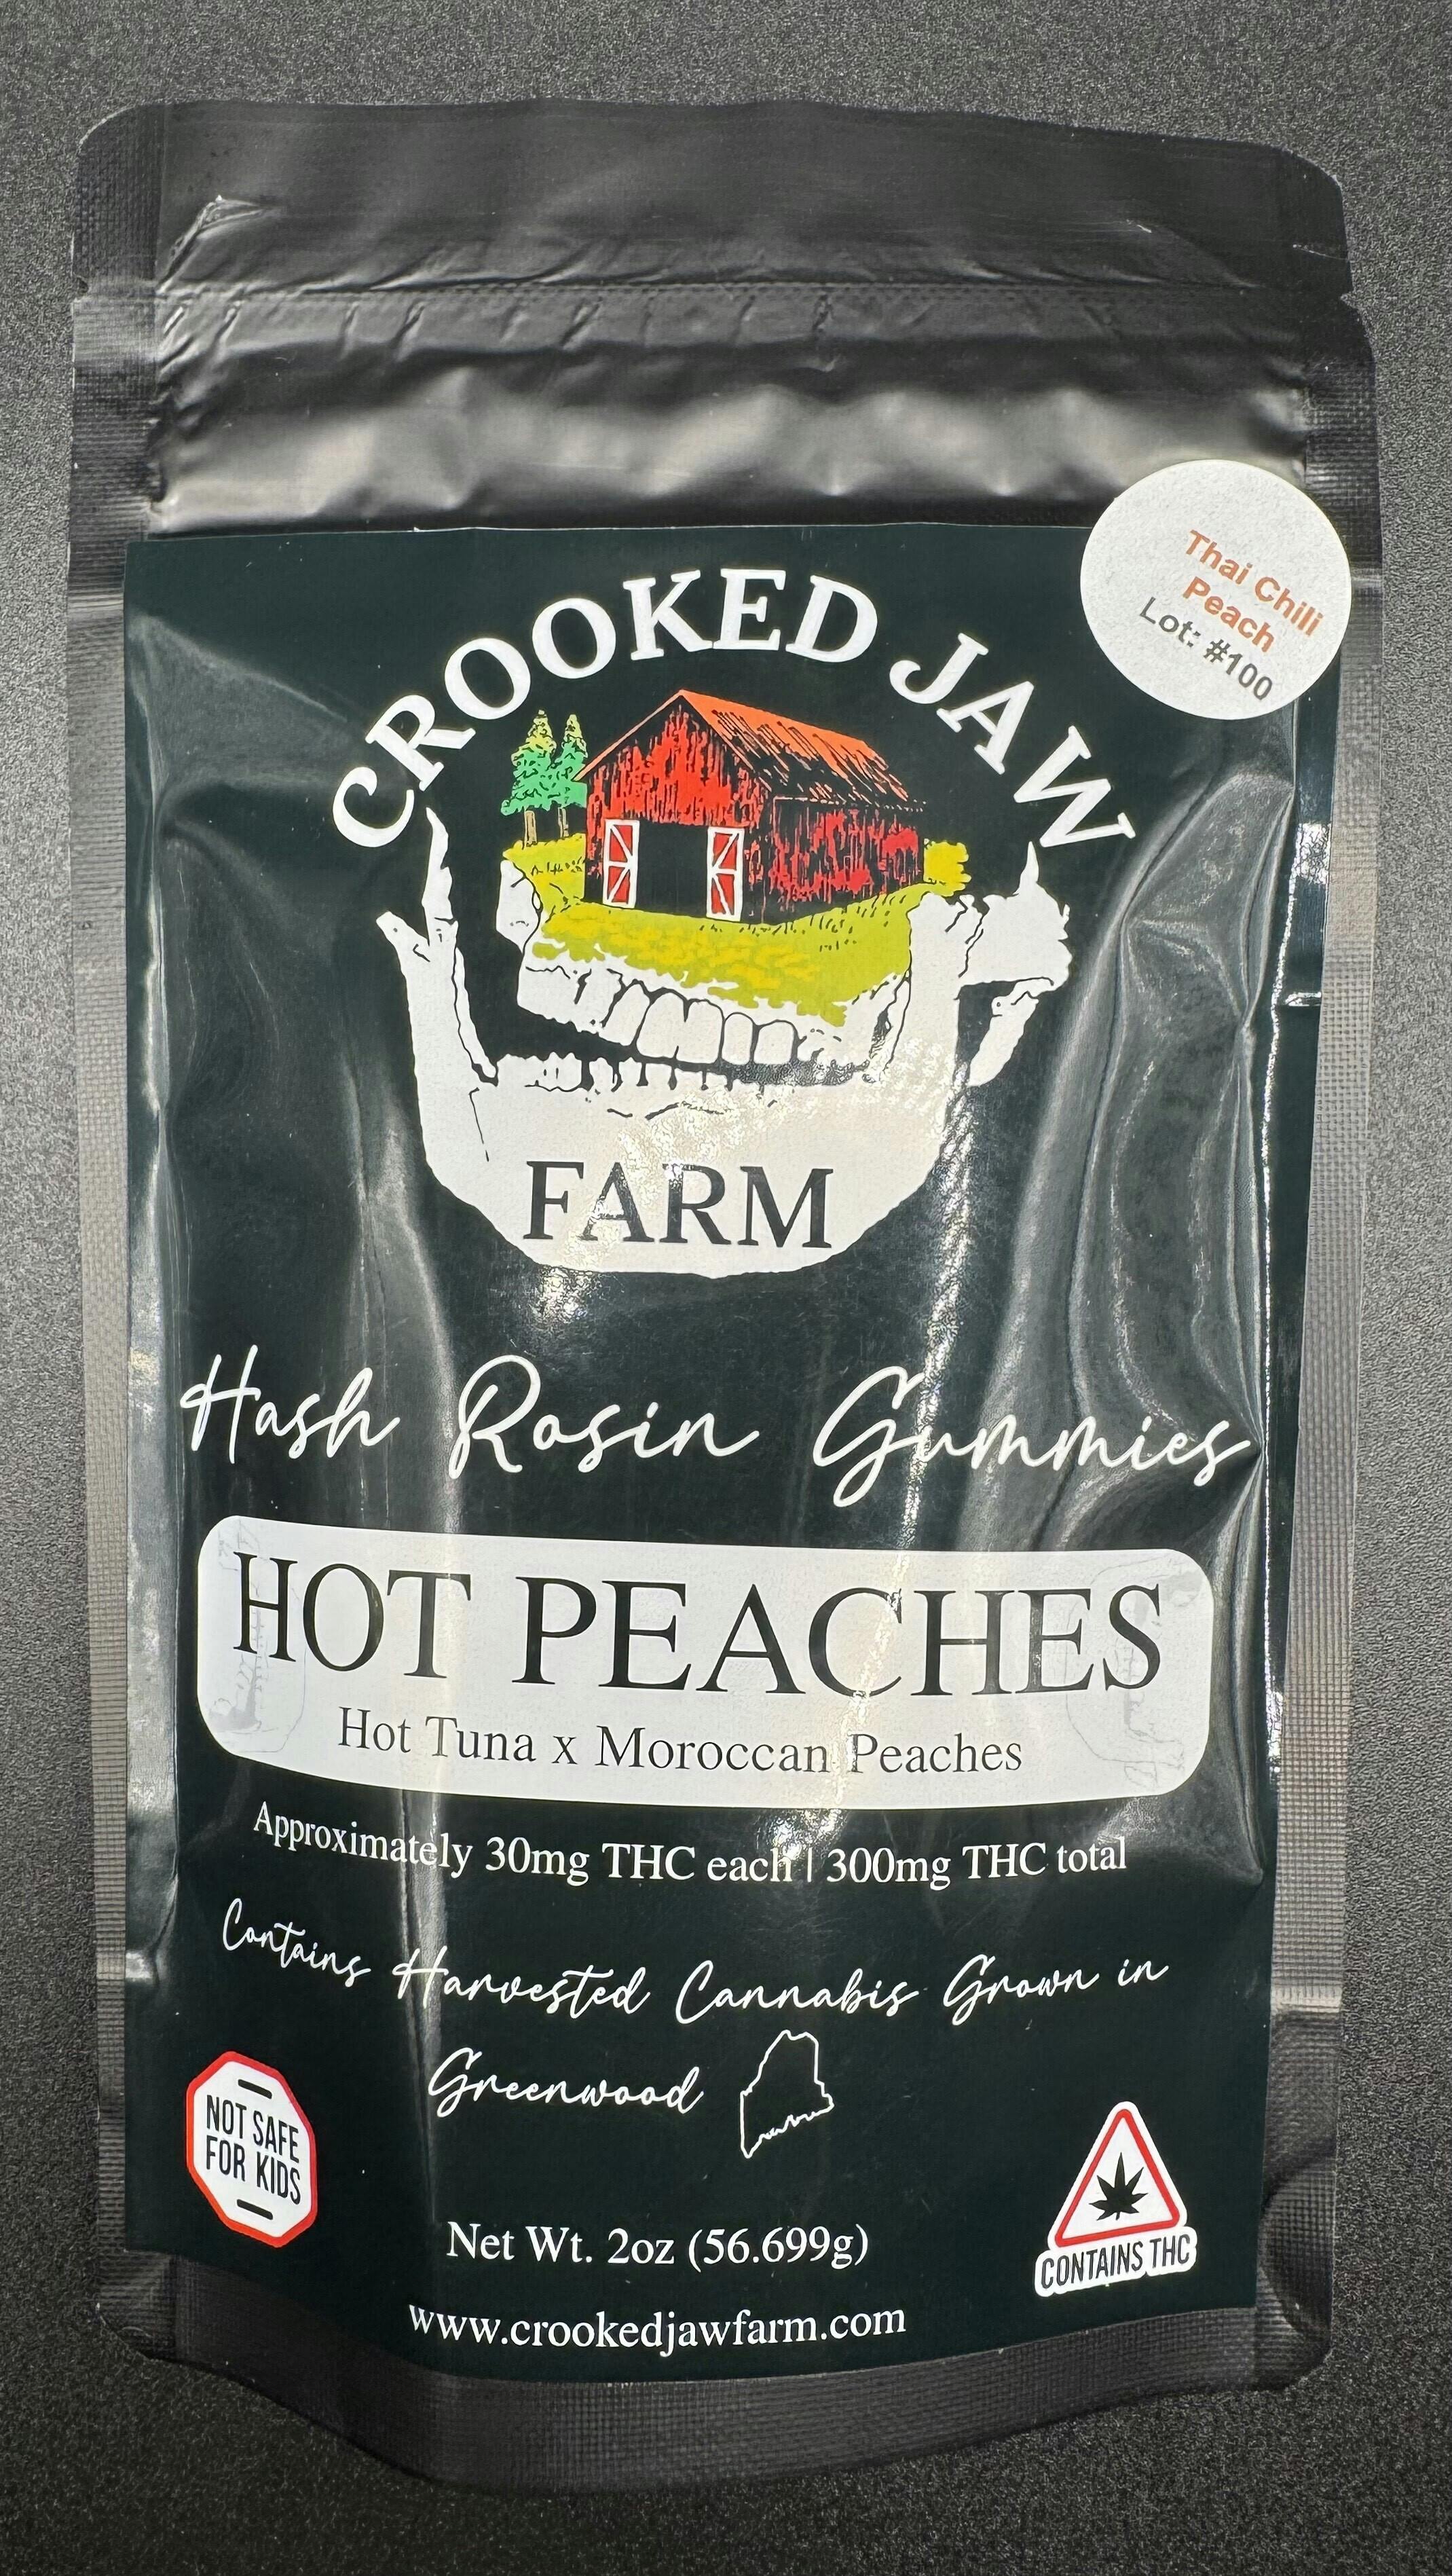 Thai Chili
Peach
Lot: #100
CROOKED JAW
FARM
Hash Rosin Gummies
HOT PEACHES
Hot Tuna x Moroccan Peaches
Approximately 30mg THC each | 300mg THC total
Contains Harvested Cannabis Grown in
Greenwood
NOT SAFE
FOR KIDS
CONTAINS THC
Net Wt. 2oz (56.699g)
www.crookedjawfarm.com